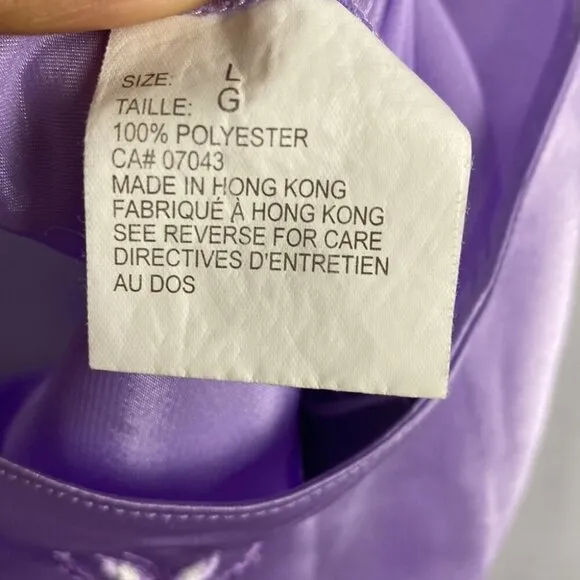 SIZE: L
TAILLE: G
100% POLYESTER
CA# 07043
MADE IN HONG KONG
FABRIQUÉ À HONG KONG
SEE REVERSE FOR CARE
DIRECTIVES D'ENTRETIEN
AU DOS